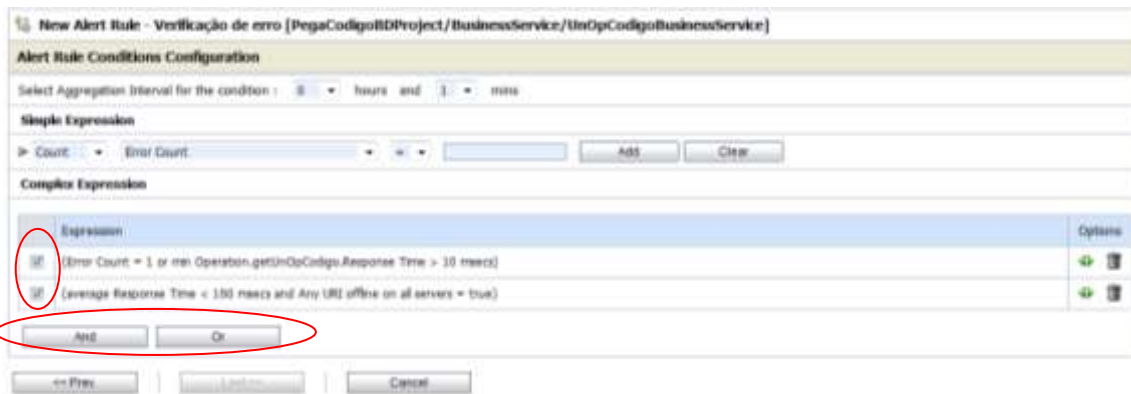 New Alert Rule - Verificação de erro [PegaCodigoBDProject/BusinessService/UnOpCodigoBusinessService]
Alert Rule Conditions Configuration
Select Aggregation Interval for the condition : 0 hours and 1 mins
Simple Expression
Count Error Count = Add Clear
Complex Expression
Expression Options
(Error Count = 1 or min Operation.getUnOpCodigo.Response Time > 10 msecs)
(average Response Time < 180 msecs and Any URI offline on all servers = true)
And Or
<< Prev Cancel